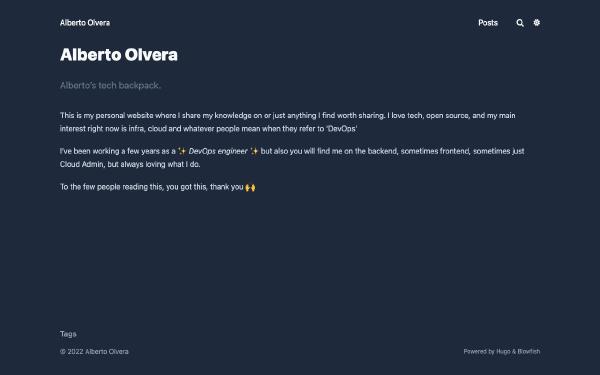 Alberto Olvera
Posts
Alberto Olvera
Alberto's tech backpack.
This is my personal website where I share my knowledge on or just anything I find worth sharing. I love tech, open source, and my main
interest right now is infra, cloud and whatever people mean when they refer to 'DevOps'
I've been working a few years as a ✨ DevOps engineer ✨ but also you will find me on the backend, sometimes frontend, sometimes just
Cloud Admin, but always loving what I do.
To the few people reading this, you got this, thank you 🙌
Tags
© 2022 Alberto Olvera
Powered by Hugo & Blowfish